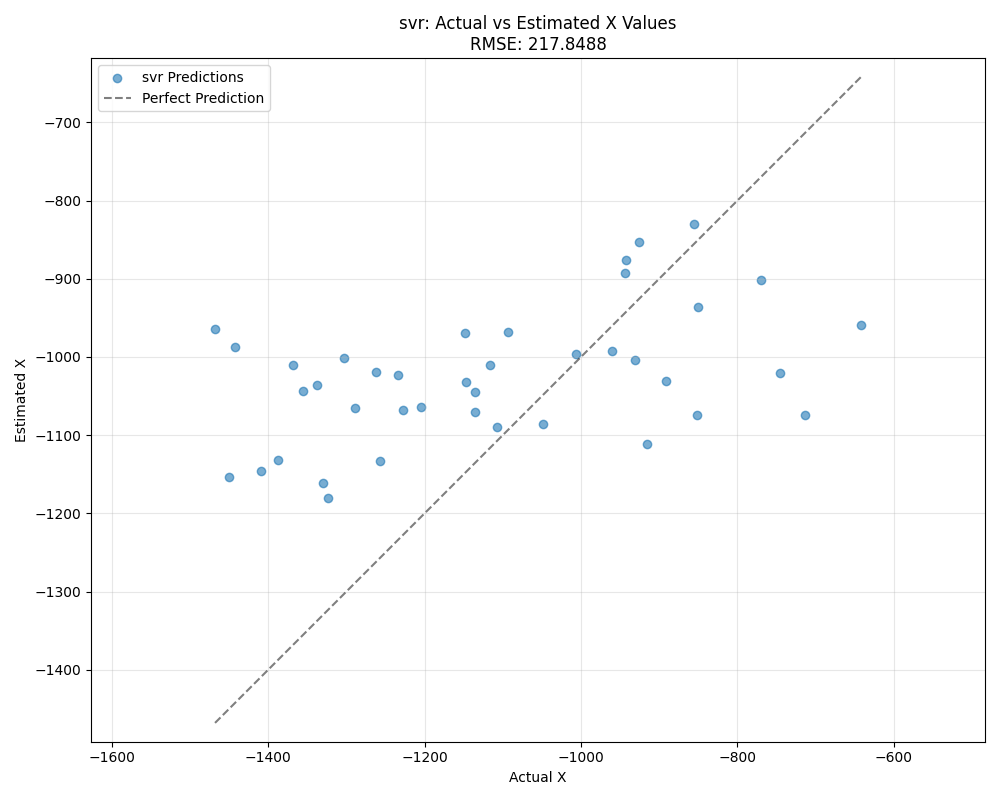 svr: Actual vs Estimated X Values
RMSE: 217.8488
svr Predictions
Perfect Prediction
−700
−800
−900
−1000
−1100
−1200
−1300
−1400
Estimated X
−1600
−1400
−1200
−1000
−800
−600
Actual X